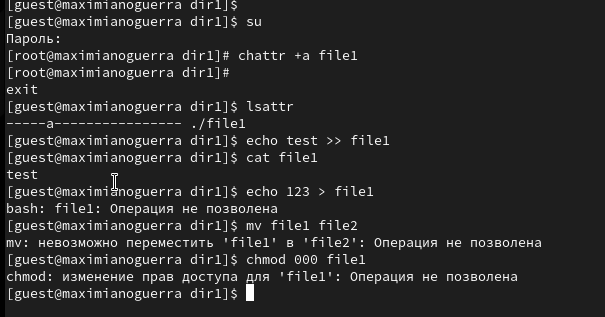 [guest@maximianoguerra dir1]$
[guest@maximianoguerra dir1]$ su
Пароль:
[root@maximianoguerra dir1]# chattr +a file1
[root@maximianoguerra dir1]#
exit
[guest@maximianoguerra dir1]$ lsattr
-----a---------------- ./file1
[guest@maximianoguerra dir1]$ echo test >> file1
[guest@maximianoguerra dir1]$ cat file1
test
[guest@maximianoguerra dir1]$ echo 123 > file1
bash: file1: Операция не позволена
[guest@maximianoguerra dir1]$ mv file1 file2
mv: невозможно переместить 'file1' в 'file2': Операция не позволена
[guest@maximianoguerra dir1]$ chmod 000 file1
chmod: изменение прав доступа для 'file1': Операция не позволена
[guest@maximianoguerra dir1]$